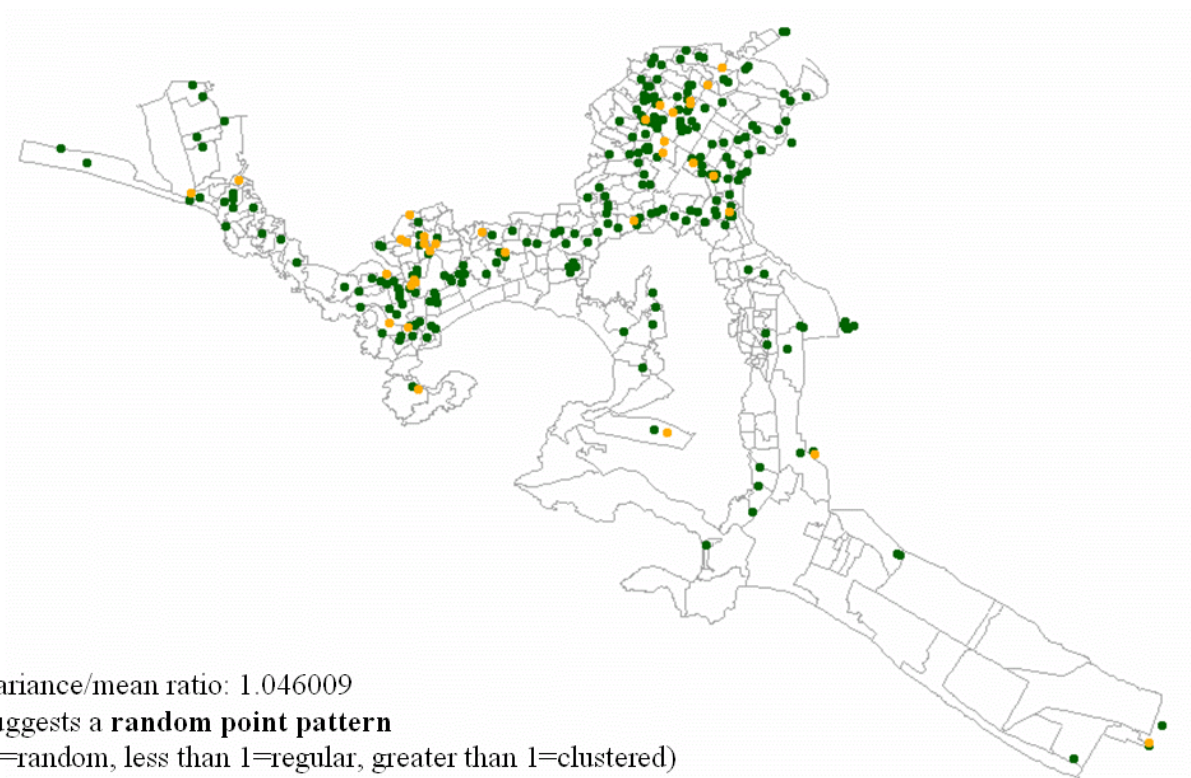 ariance/mean ratio: 1.046009
uggests a random point pattern
=random, less than 1=regular, greater than 1=clustered)